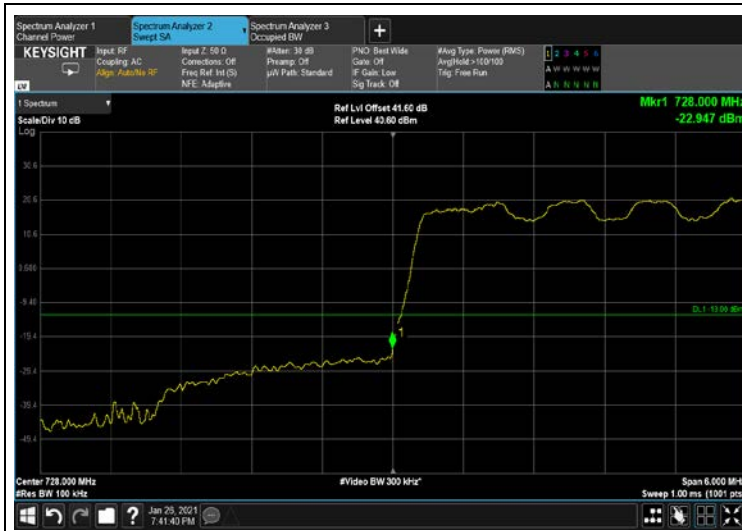 Spectrum Analyzer 1
Channel Power
Spectrum Analyzer 2
Swept SA
Spectrum Analyzer 3
Occupied BW
+
KEYSIGHT
Input: RF
Coupling: AC
Align: Auto/No RF
Input Z: 50 Ω
Corrections: Off
Freq Ref: Int (S)
NFE: Adaptive
#Atten: 30 dB
Preamp: Off
µW Path: Standard
PNO: Best Wide
Gate: Off
IF Gain: Low
Sig Track: Off
#Avg Type: Power (RMS)
Avg|Hold >100/100
Trig: Free Run
1 2 3 4 5 6
A W W W W W
A N N N N N
1 Spectrum
Scale/Div 10 dB
Log
Ref Lvl Offset 41.60 dB
Ref Level 40.60 dBm
Mkr1 728.000 MHz
-22.947 dBm
30.6
20.6
10.6
0.600
-9.40
DL1 -13.00 dBm
1
-19.4
-29.4
-39.4
-49.4
Center 728.000 MHz
#Res BW 100 kHz
#Video BW 300 kHz*
Span 6.000 MHz
Sweep 1.00 ms (1001 pts)
?
Jan 25, 2021
7:41:40 PM